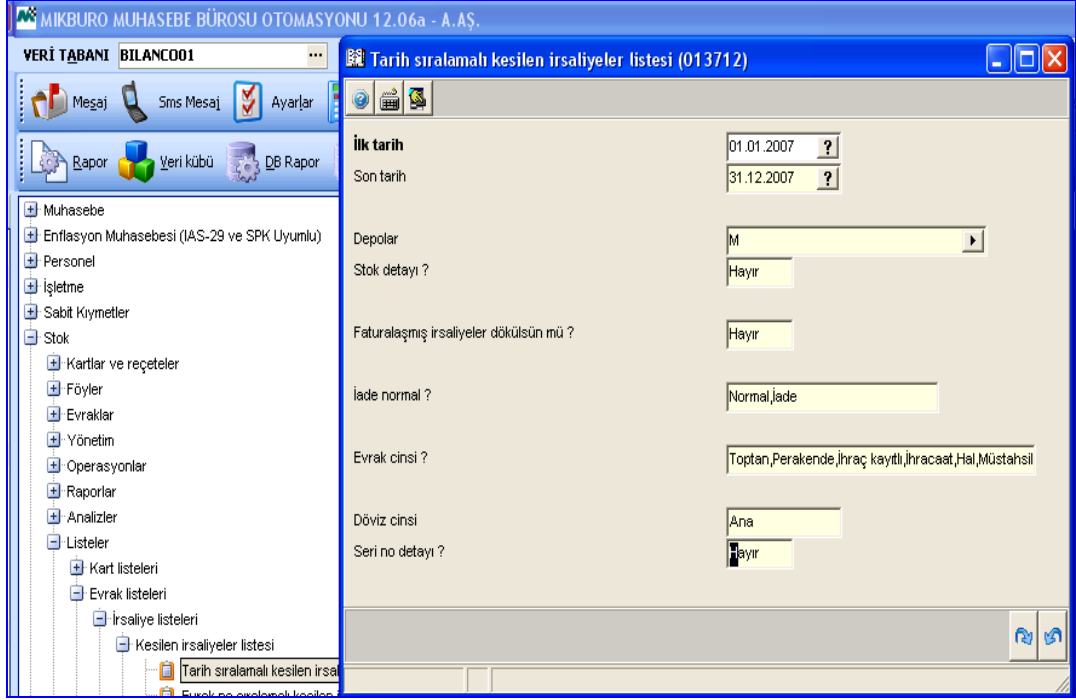 MIKBURO MUHASEBE BÜROSU OTOMASYONU 12.06a - A.AŞ.
VERİ TABANI BILANCO01 ...
Mesaj Sms Mesaj Ayarlar
Rapor Veri kübü DB Rapor
Muhasebe
Enflasyon Muhasebesi (IAS-29 ve SPK Uyumlu)
Personel
İşletme
Sabit Kıymetler
Stok
Kartlar ve reçeteler
Föyler
Evraklar
Yönetim
Operasyonlar
Raporlar
Analizler
Listeler
Kart listeleri
Evrak listeleri
İrsaliye listeleri
Kesilen irsaliyeler listesi
Tarih sıralamalı kesilen irsal
Tarih sıralamalı kesilen irsaliyeler listesi (013712)
İlk tarih 01.01.2007 ?
Son tarih 31.12.2007 ?
Depolar M
Stok detayı ? Hayır
Faturalaşmış irsaliyeler dökülsün mü ? Hayır
İade normal ? Normal,İade
Evrak cinsi ? Toptan,Perakende,İhraç kayıtlı,İhracaat,Hal,Müstahsil
Döviz cinsi Ana
Seri no detayı ? Hayır